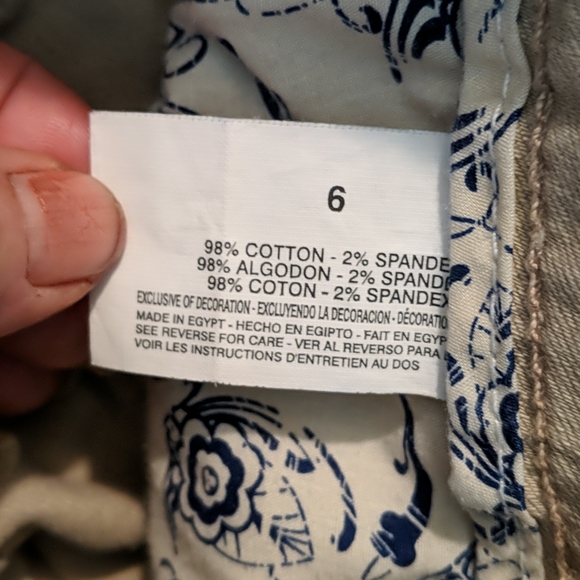 6
98% COTTON - 2% SPANDE
98% ALGODON - 2% SPAND
98% COTON - 2% SPANDEX
EXCLUSIVE OF DECORATION - EXCLUYENDO LA DECORACION - DÉCORATIO
MADE IN EGYPT - HECHO EN EGIPTO - FAIT EN EGYP
SEE REVERSE FOR CARE - VER AL REVERSO PARA
VOIR LES INSTRUCTIONS D'ENTRETIEN AU DOS